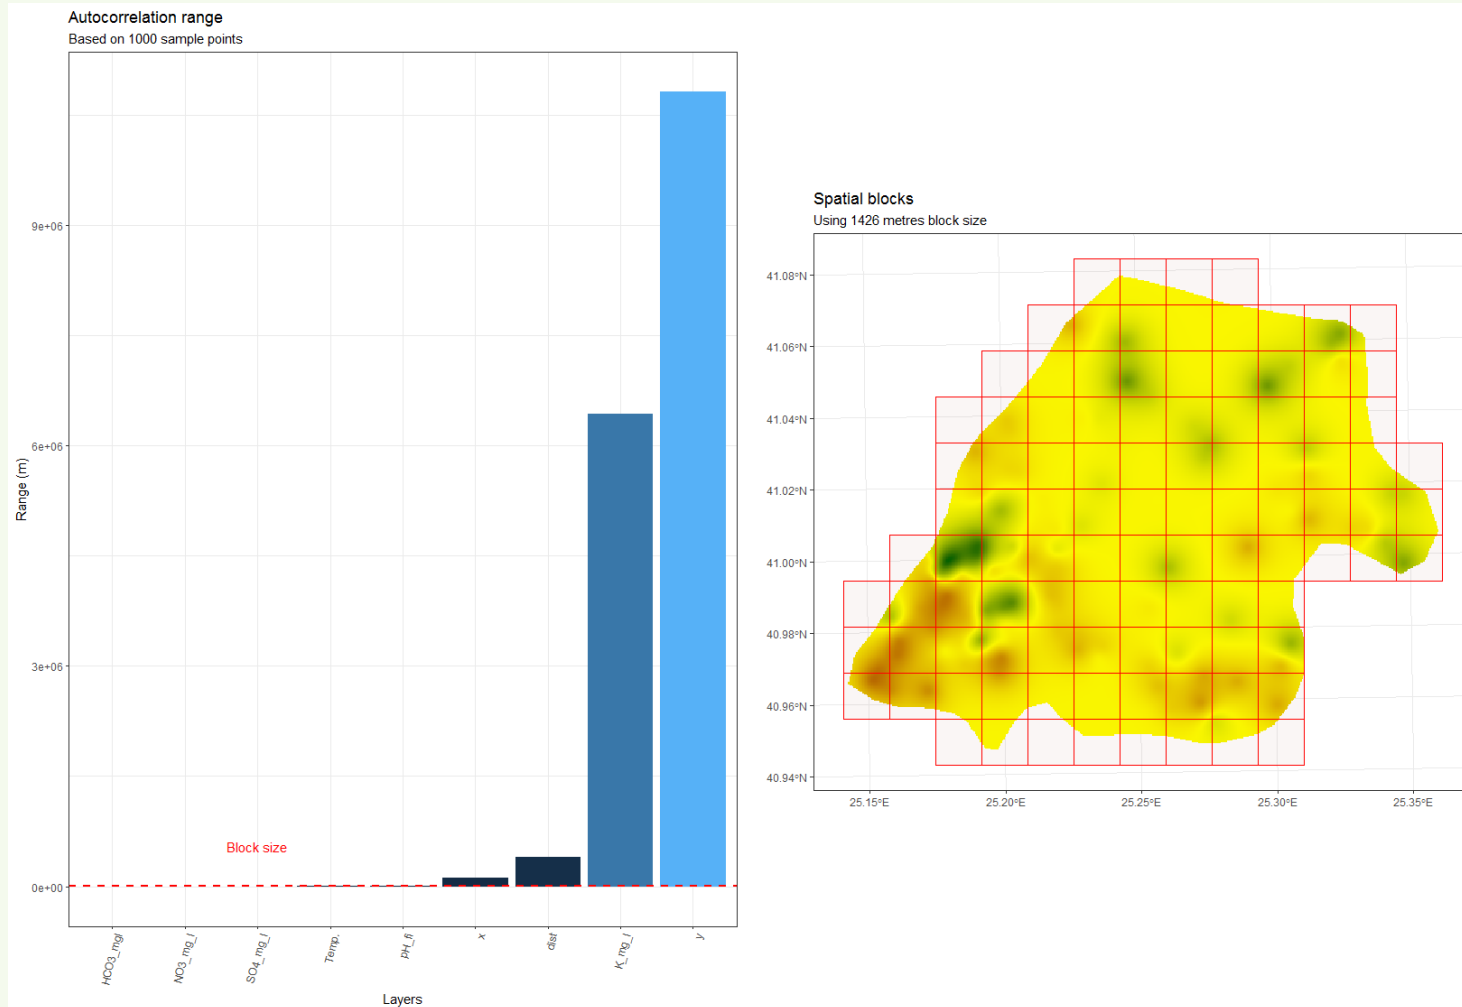 Autocorrelation range
Based on 1000 sample points
9e+06
6e+06
3e+06
0e+00
Range (m)
Block size
HCO3_mgl
NO3_mg_l
SO4_mg_l
Temp.
pH_fi
x
dist
K_mg_l
y
Layers
Spatial blocks
Using 1426 metres block size
41.08°N
41.06°N
41.04°N
41.02°N
41.00°N
40.98°N
40.96°N
40.94°N
25.15°E
25.20°E
25.25°E
25.30°E
25.35°E